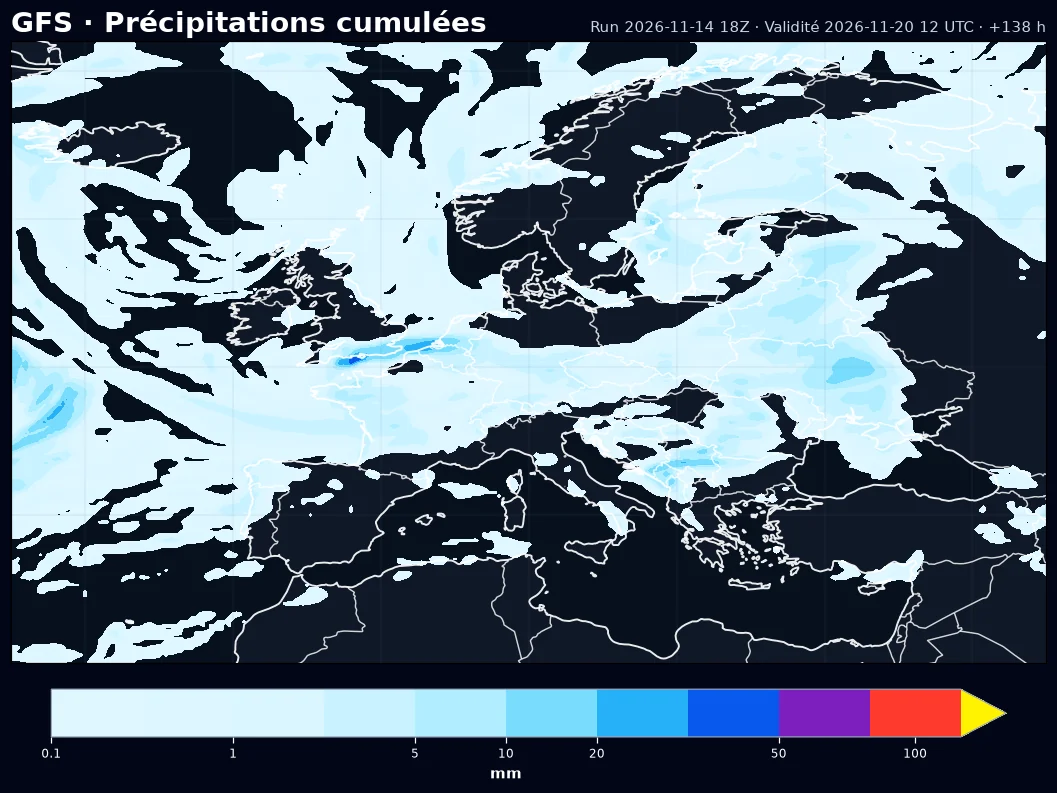 GFS · Précipitations cumulées
Run 2026-11-14 18Z · Validité 2026-11-20 12 UTC · +138 h
0.1 1 5 10 20 50 100
mm